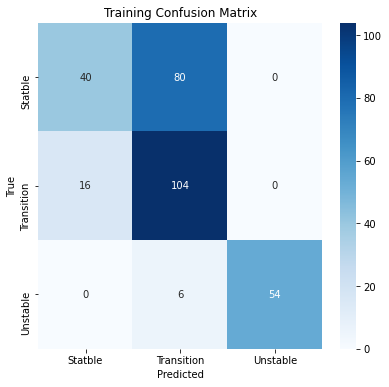 Training Confusion Matrix
Statble
40
80
0
100
80
True
Transition
16
104
0
60
40
Unstable
0
6
54
20
0
Statble Transition Unstable
Predicted